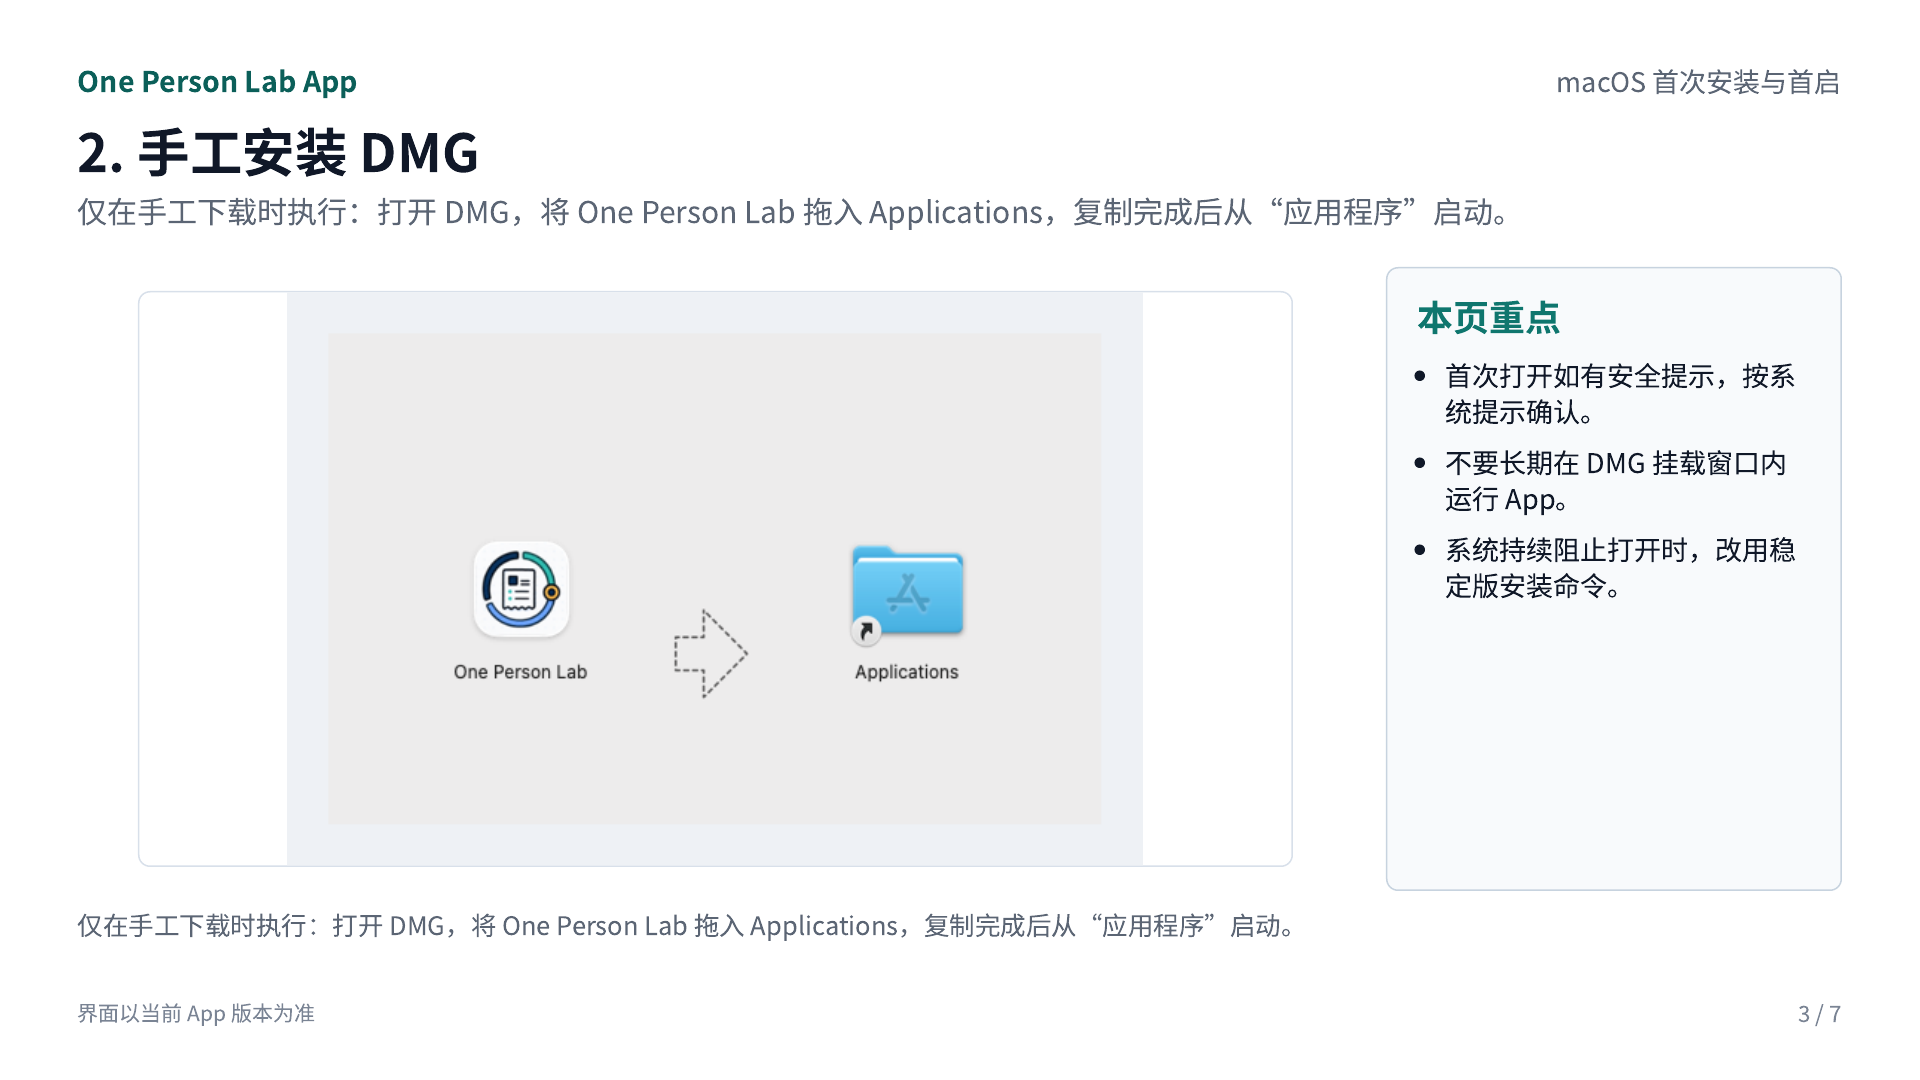 One Person Lab App
macOS 首次安装与首启
2. 手工安装 DMG
仅在手工下载时执行：打开 DMG，将 One Person Lab 拖入 Applications，复制完成后从“应用程序”启动。
One Person Lab
Applications
本页重点
首次打开如有安全提示，按系
统提示确认。
不要长期在 DMG 挂载窗口内
运行 App。
系统持续阻止打开时，改用稳
定版安装命令。
仅在手工下载时执行：打开 DMG，将 One Person Lab 拖入 Applications，复制完成后从“应用程序”启动。
界面以当前 App 版本为准
3 / 7